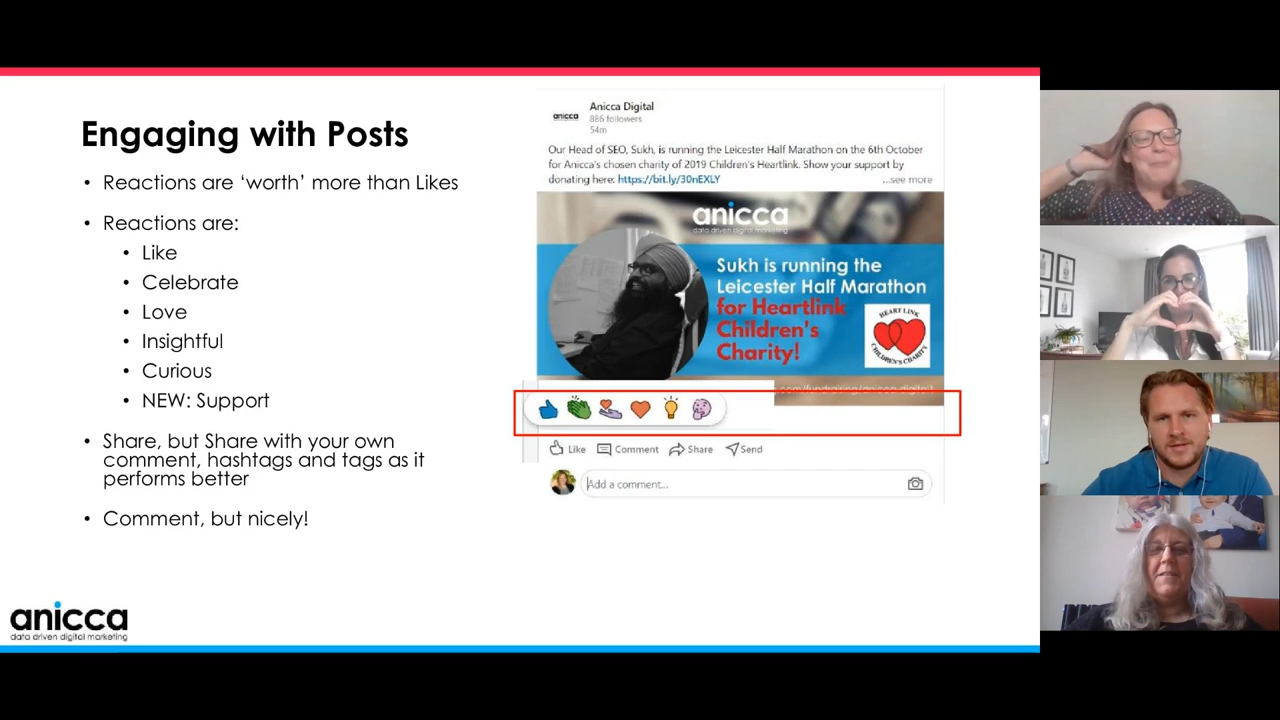 Engaging with Posts
• Reactions are ‘worth’ more than Likes
• Reactions are:
• Like
• Celebrate
• Love
• Insightful
• Curious
• NEW: Support
• Share, but Share with your own
comment, hashtags and tags as it
performs better
• Comment, but nicely!
anicca
data driven digital marketing
anicca
Anicca Digital
886 followers
54m
Our Head of SEO, Sukh, is running the Leicester Half Marathon on the 6th October
for Anicca's chosen charity of 2019 Children's Heartlink. Show your support by
donating here: https://bit.ly/30nEXLY ...see more
anicca
data driven digital marketing
Sukh is running the
Leicester Half Marathon
for Heartlink
Children's
Charity!
HEART LINK
CHILDREN'S CHARITY
.com/fundraising/aniccadigital
Like Comment Share Send
Add a comment...